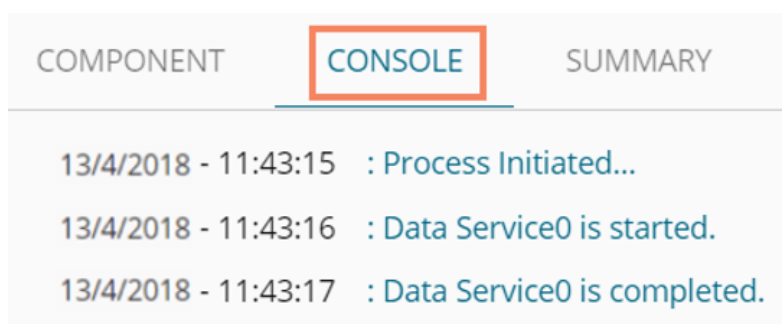 COMPONENT CONSOLE SUMMARY
13/4/2018 - 11:43:15 : Process Initiated...
13/4/2018 - 11:43:16 : Data Service0 is started.
13/4/2018 - 11:43:17 : Data Service0 is completed.